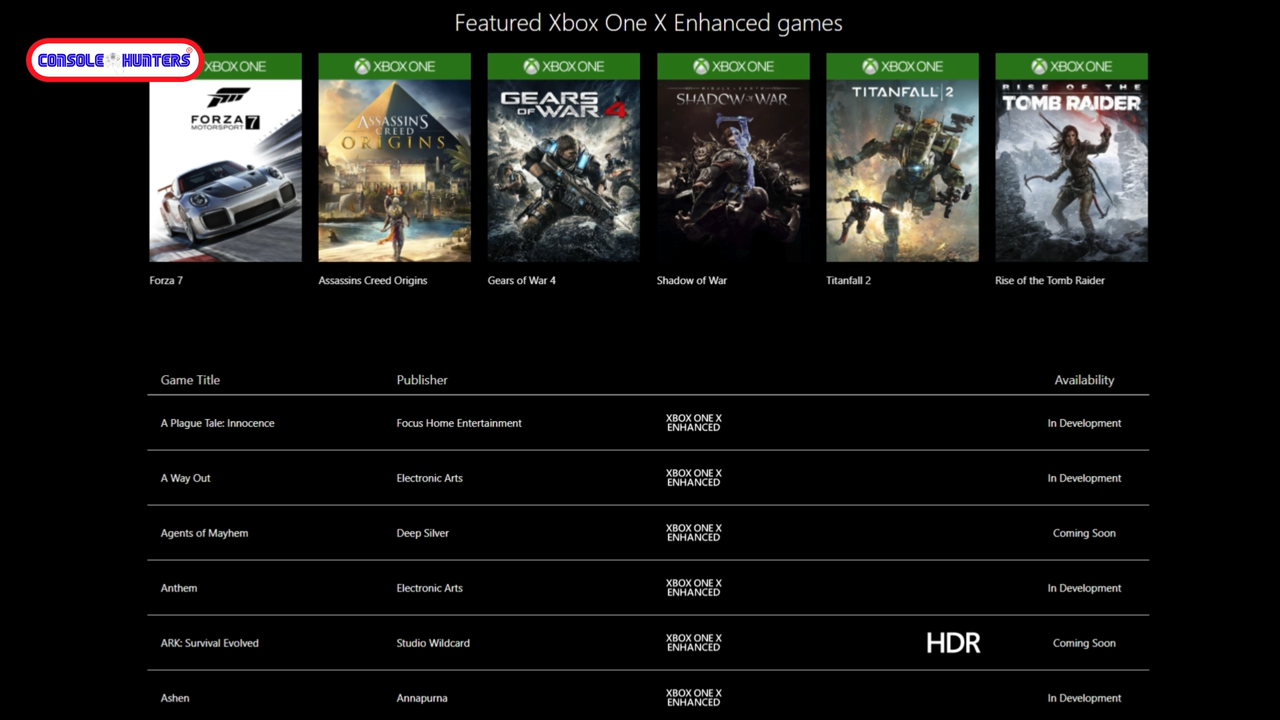 Featured Xbox One X Enhanced games
CONSOLE HUNTERS
XBOX ONE
XBOX ONE
XBOX ONE
XBOX ONE
XBOX ONE
XBOX ONE
FORZA
MOTORSPORT 7
ASSASSIN'S
CREED
ORIGINS
GEARS
OF WAR 4
MIDDLE-EARTH
SHADOW OF WAR
TITANFALL 2
RISE OF THE
TOMB RAIDER
Forza 7
Assassins Creed Origins
Gears of War 4
Shadow of War
Titanfall 2
Rise of the Tomb Raider
Game Title Publisher Availability
A Plague Tale: Innocence Focus Home Entertainment XBOX ONE X ENHANCED In Development
A Way Out Electronic Arts XBOX ONE X ENHANCED In Development
Agents of Mayhem Deep Silver XBOX ONE X ENHANCED Coming Soon
Anthem Electronic Arts XBOX ONE X ENHANCED In Development
ARK: Survival Evolved Studio Wildcard XBOX ONE X ENHANCED HDR Coming Soon
Ashen Annapurna XBOX ONE X ENHANCED In Development